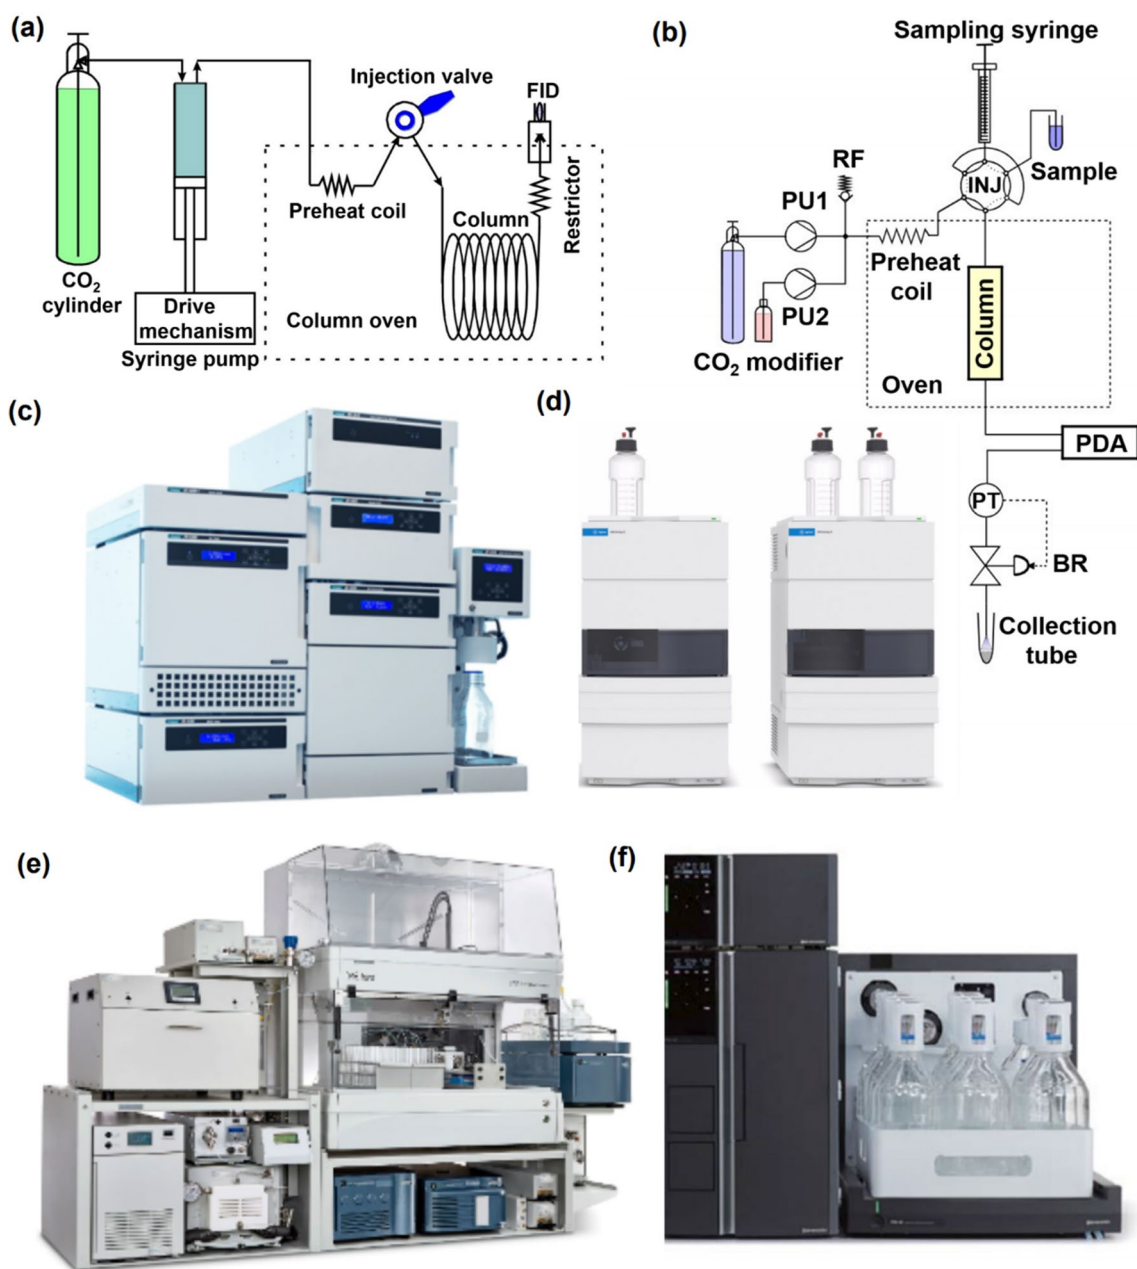 (a)
Injection valve
FID
Preheat coil
Column
Restrictor
CO₂
cylinder
Drive
mechanism
Syringe pump
Column oven
(b)
Sampling syringe
Sample
INJ
RF
PU1
PU2
Preheat
coil
CO₂ modifier
Column
Oven
PDA
PT
BR
Collection
tube
(c)
(d)
(e)
(f)